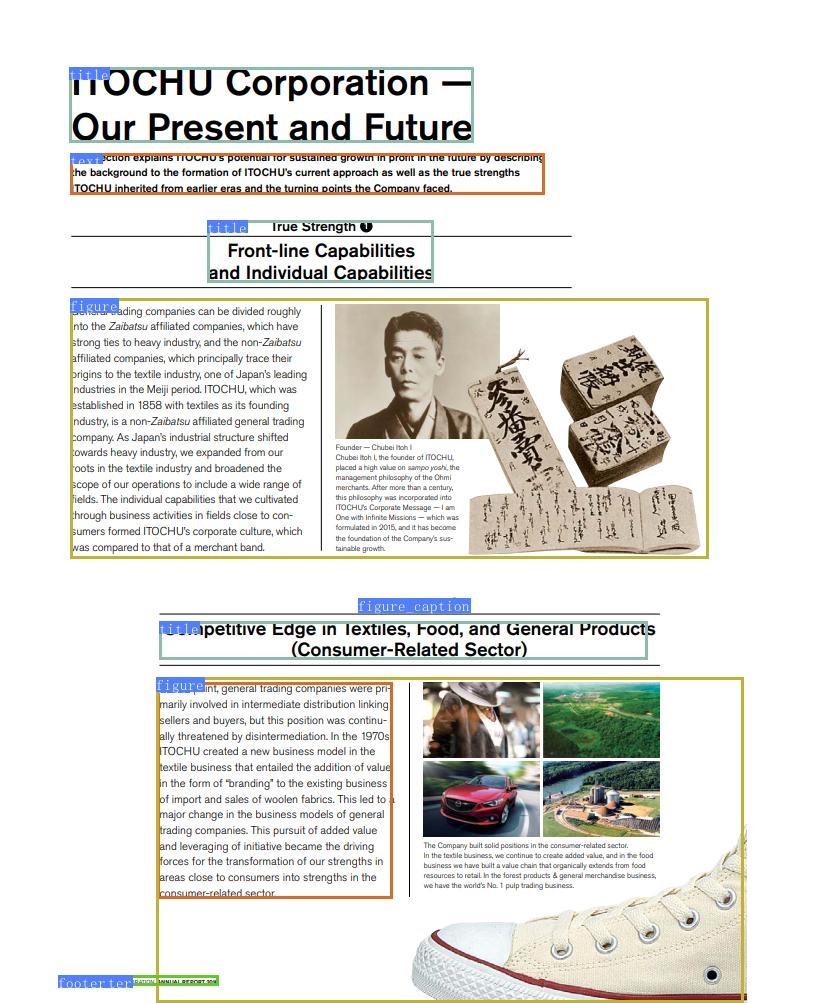 title
ITOCHU Corporation —
Our Present and Future
text
section explains ITOCHU's potential for sustained growth in profit in the future by describing
the background to the formation of ITOCHU's current approach as well as the true strengths
ITOCHU inherited from earlier eras and the turning points the Company faced.
title
True Strength 1
Front-line Capabilities
and Individual Capabilities
figure
General trading companies can be divided roughly
into the Zaibatsu affiliated companies, which have
strong ties to heavy industry, and the non-Zaibatsu
affiliated companies, which principally trace their
origins to the textile industry, one of Japan's leading
industries in the Meiji period. ITOCHU, which was
established in 1858 with textiles as its founding
industry, is a non-Zaibatsu affiliated general trading
company. As Japan's industrial structure shifted
towards heavy industry, we expanded from our
roots in the textile industry and broadened the
scope of our operations to include a wide range of
fields. The individual capabilities that we cultivated
through business activities in fields close to con-
sumers formed ITOCHU's corporate culture, which
was compared to that of a merchant band.
Founder — Chubei Itoh I
Chubei Itoh I, the founder of ITOCHU,
placed a high value on sampo yoshi, the
management philosophy of the Ohmi
merchants. After more than a century,
this philosophy was incorporated into
ITOCHU's Corporate Message — I am
One with Infinite Missions — which was
formulated in 2015, and it has become
the foundation of the Company's sus-
tainable growth.
figure_caption
title
Competitive Edge in Textiles, Food, and General Products
(Consumer-Related Sector)
figure
point, general trading companies were pri-
marily involved in intermediate distribution linking
sellers and buyers, but this position was continu-
ally threatened by disintermediation. In the 1970s
ITOCHU created a new business model in the
textile business that entailed the addition of value
in the form of “branding” to the existing business
of import and sales of woolen fabrics. This led to a
major change in the business models of general
trading companies. This pursuit of added value
and leveraging of initiative became the driving
forces for the transformation of our strengths in
areas close to consumers into strengths in the
consumer-related sector.
The Company built solid positions in the consumer-related sector.
In the textile business, we continue to create added value, and in the food
business we have built a value chain that organically extends from food
resources to retail. In the forest products & general merchandise business,
we have the world's No. 1 pulp trading business.
ANNUAL REPORT